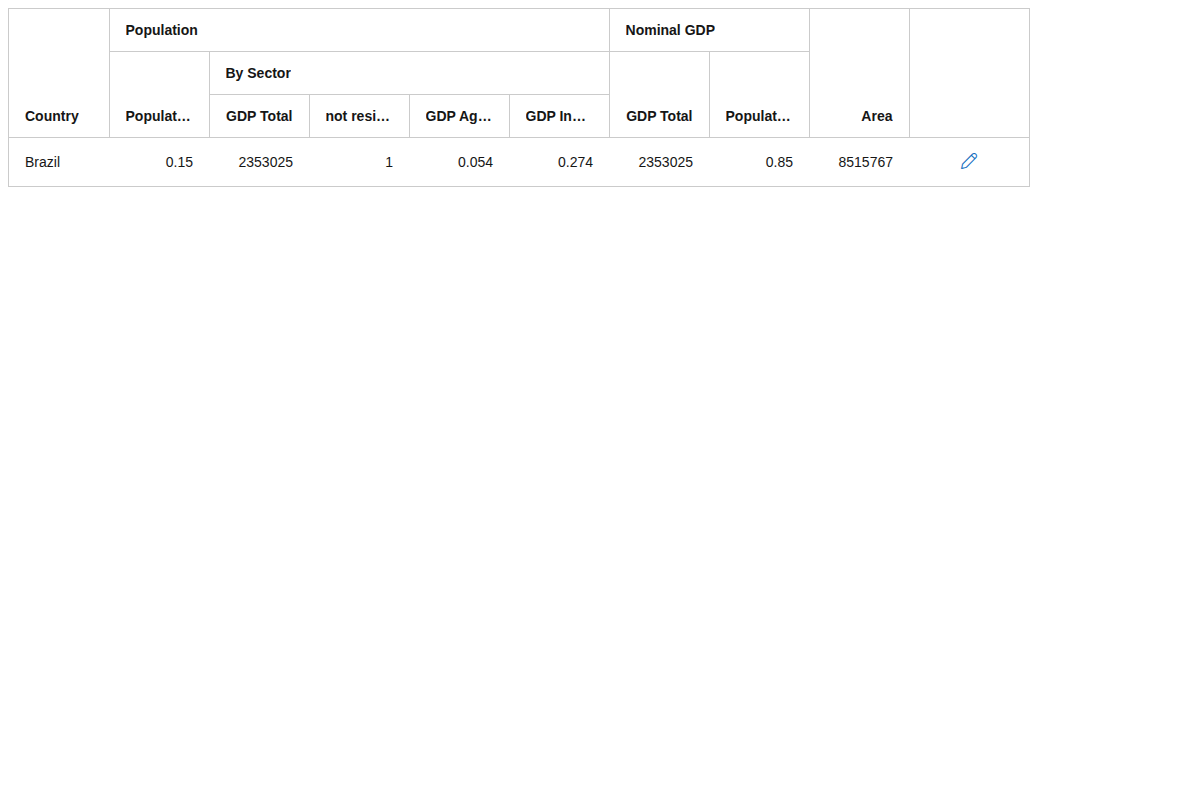 Population Nominal GDP
By Sector
Country Populat… GDP Total not resi… GDP Ag… GDP In… GDP Total Populat… Area
Brazil 0.15 2353025 1 0.054 0.274 2353025 0.85 8515767